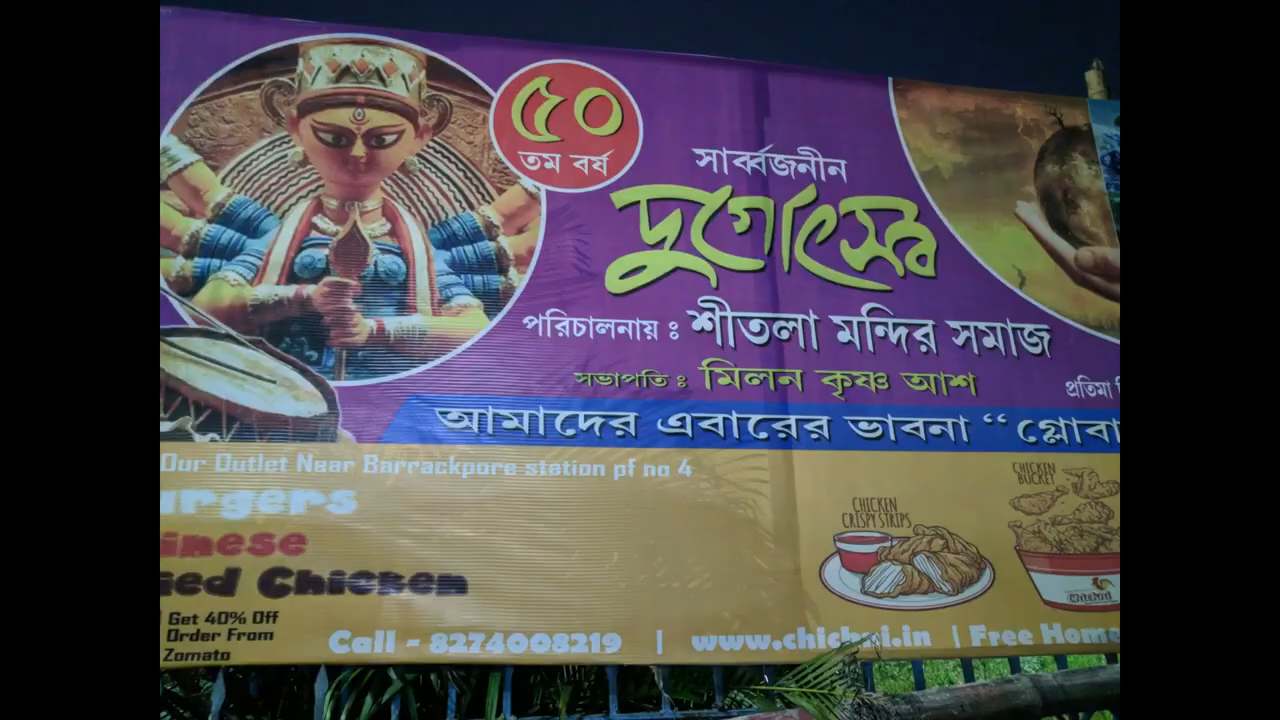 ৫০
তম বর্ষ
সার্ব্বজনীন
দুর্গোৎসব
পরিচালনায় ঃ শীতলা মন্দির সমাজ
সভাপতি ঃ মিলন কৃষ্ণ আশ
প্রতিমা
আমাদের এবারের ভাবনা “গ্লোবা
Our Outlet Near Barrackpore station pf no 4
urgers
inese
ied Chicken
Get 40% Off
Order From
Zomato
CHICKEN
CRISPY STRIPS
CHICKEN
BUCKET
Call - 8274008219 | | Free Home